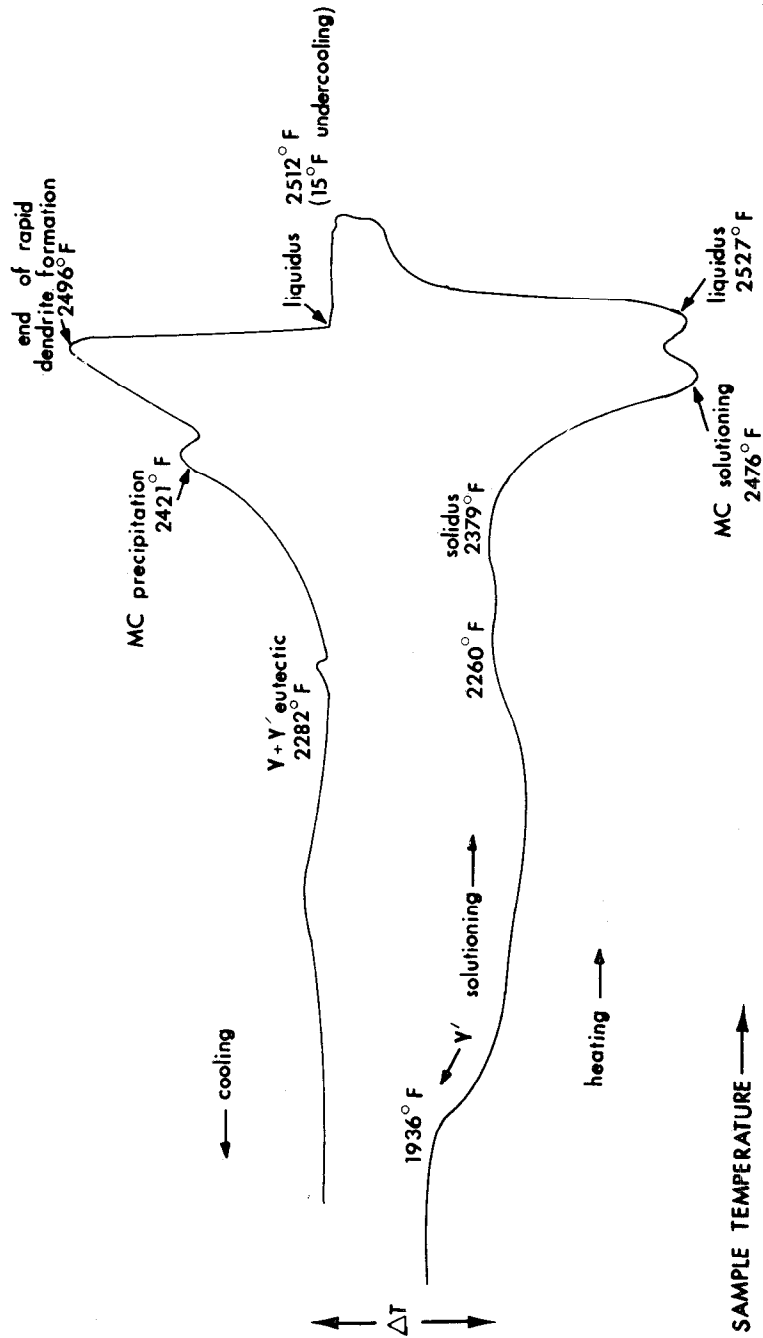 end of rapid
dendrite formation
2496° F
liquidus
2512° F
(15° F undercooling)
MC precipitation
2421° F
γ + γ′ eutectic
2282° F
← cooling
1936° F
γ′ solutioning →
2260° F
solidus
2379° F
MC solutioning
2476° F
liquidus
2527° F
heating →
ΔT
SAMPLE TEMPERATURE →